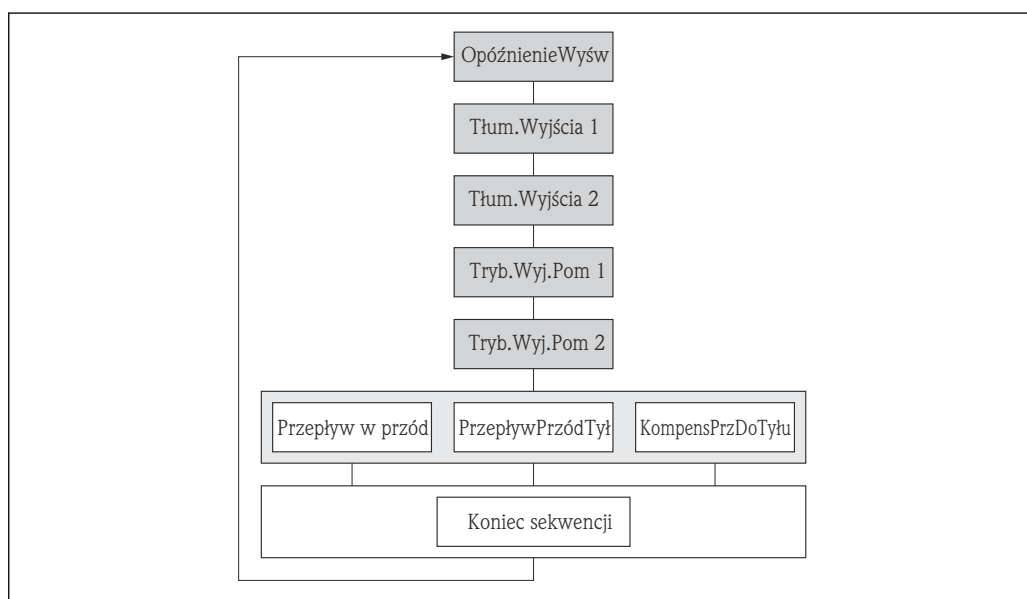 OpóźnienieWyśw
Tłum.Wyjścia 1
Tłum.Wyjścia 2
Tryb.Wyj.Pom 1
Tryb.Wyj.Pom 2
Przepływ w przód
PrzepływPrzódTył
KompensPrzDoTyłu
Koniec sekwencji